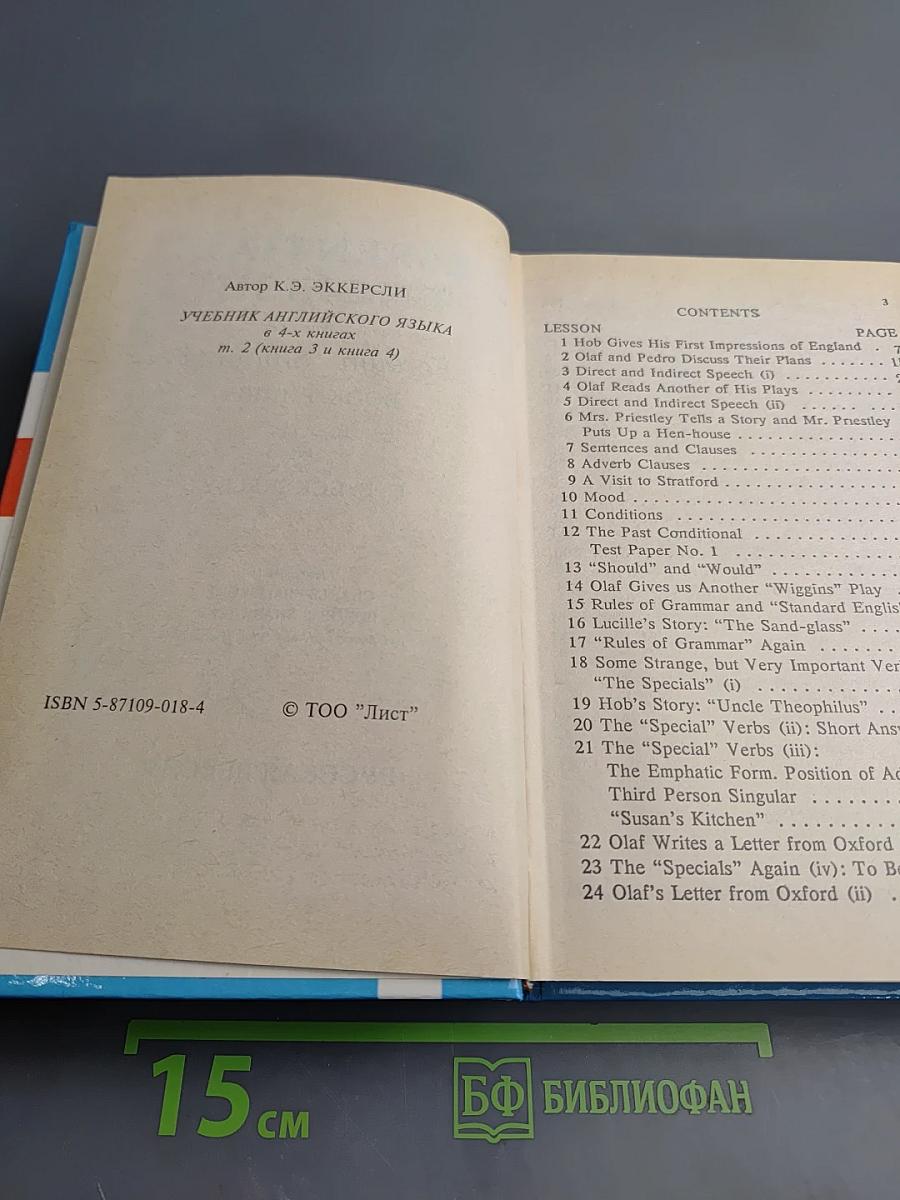 Автор К.Э. ЭККЕРСЛИ
УЧЕБНИК АНГЛИЙСКОГО ЯЗЫКА
в 4-х книгах
т. 2 (книга 3 и книга 4)
ISBN 5-87109-018-4
© ТОО "Лист"
3
CONTENTS
LESSON PAGE
1 Hob Gives His First Impressions of England . 7
2 Olaf and Pedro Discuss Their Plans .......
3 Direct and Indirect Speech (i) ...........
4 Olaf Reads Another of His Plays .........
5 Direct and Indirect Speech (ii) ...... ...
6 Mrs. Priestley Tells a Story and Mr. Priestley
Puts Up a Hen-house ................
7 Sentences and Clauses ...............
8 Adverb Clauses ....................
9 A Visit to Stratford ..................
10 Mood ...........................
11 Conditions .......................
12 The Past Conditional ................
Test Paper No. 1 ..................
13 “Should” and “Would” ..............
14 Olaf Gives us Another “Wiggins” Play .
15 Rules of Grammar and “Standard
16 Lucille's Story: “The Sand-glass” ....
17 “Rules of Grammar” Again ........
18 Some Strange, but Very Important
“The Specials” (i) ..............
19 Hob's Story: “Uncle Theophilus” ..
20 The “Special” Verbs (ii): Short
21 The “Special” Verbs (iii):
The Emphatic Form. Position of
Third Person Singular ........
“Susan's Kitchen” ...........
22 Olaf Writes a Letter from Oxford
23 The “Specials” Again (iv): To
24 Olaf's Letter from Oxford (ii) .
15 см
БФ БИБЛИОФАН